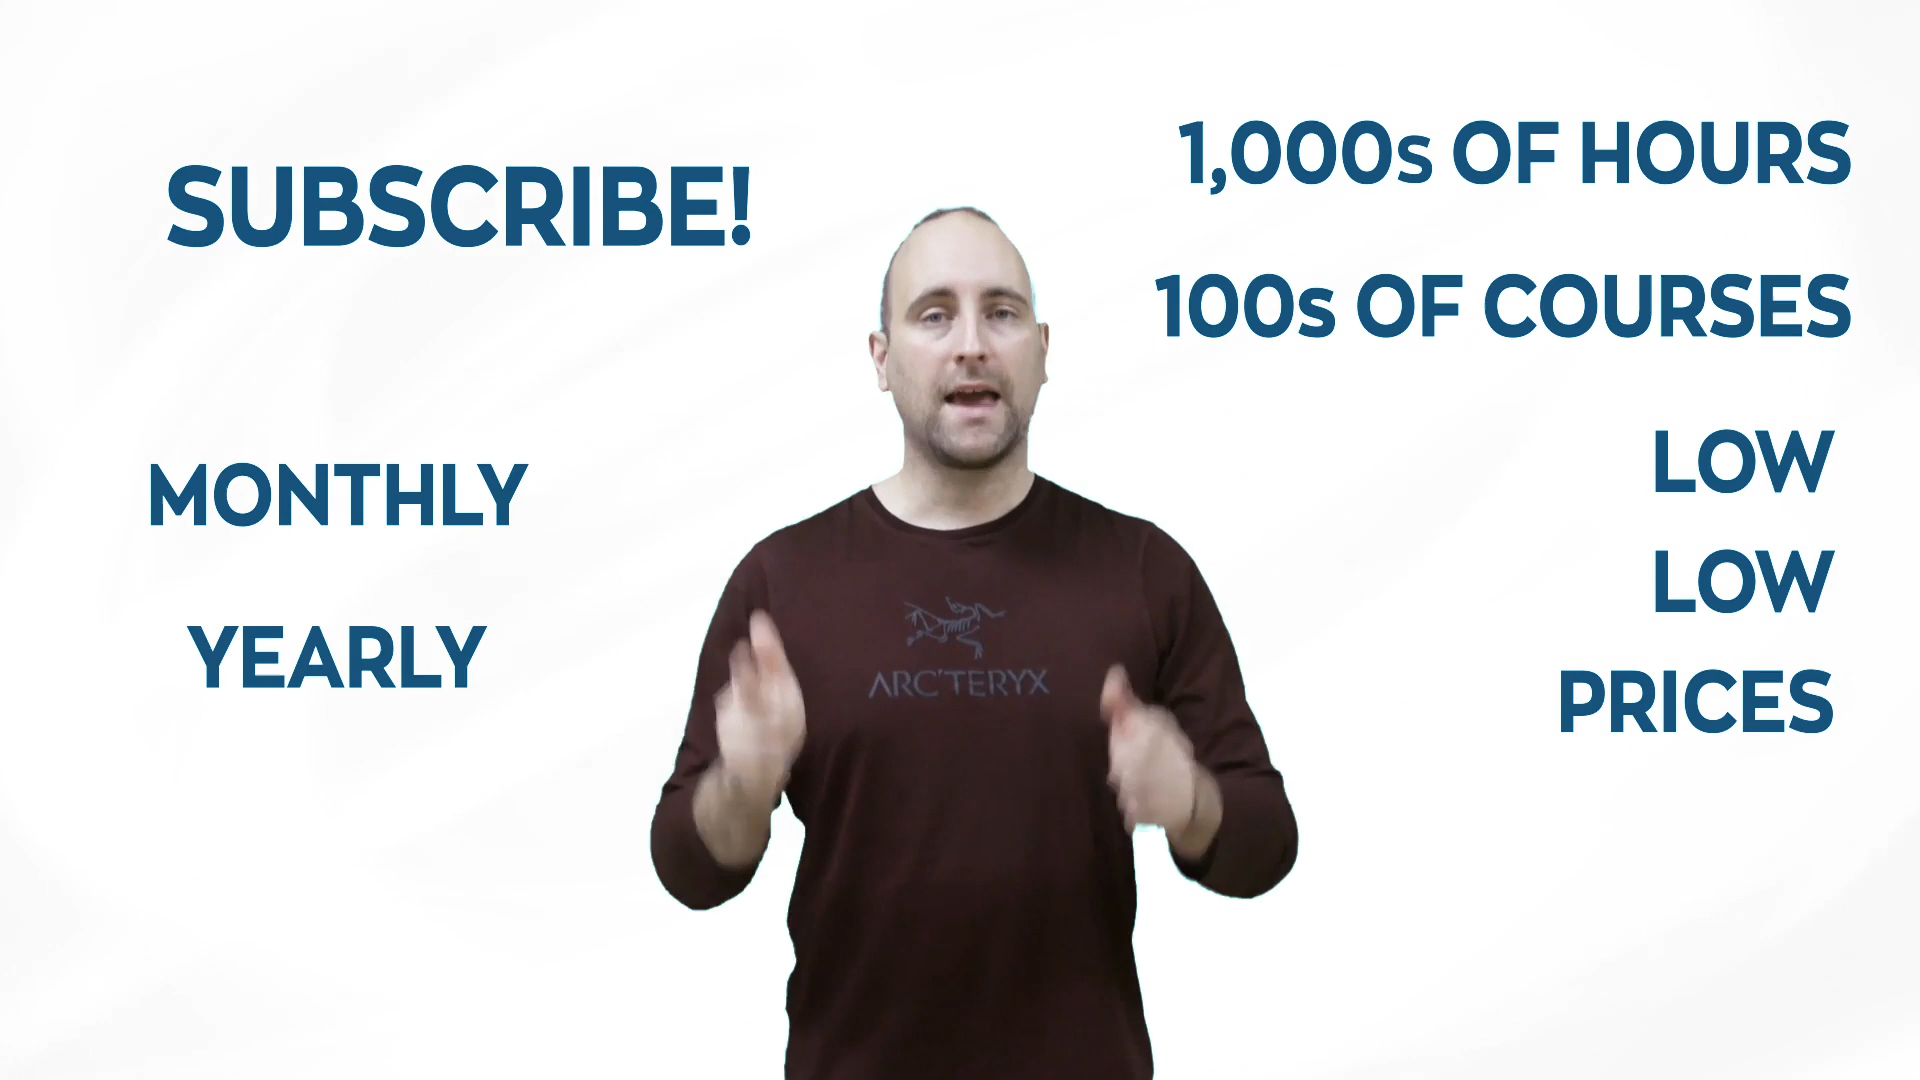 SUBSCRIBE!
MONTHLY
YEARLY
1,000s OF HOURS
100s OF COURSES
LOW
LOW
PRICES
ARC'TERYX